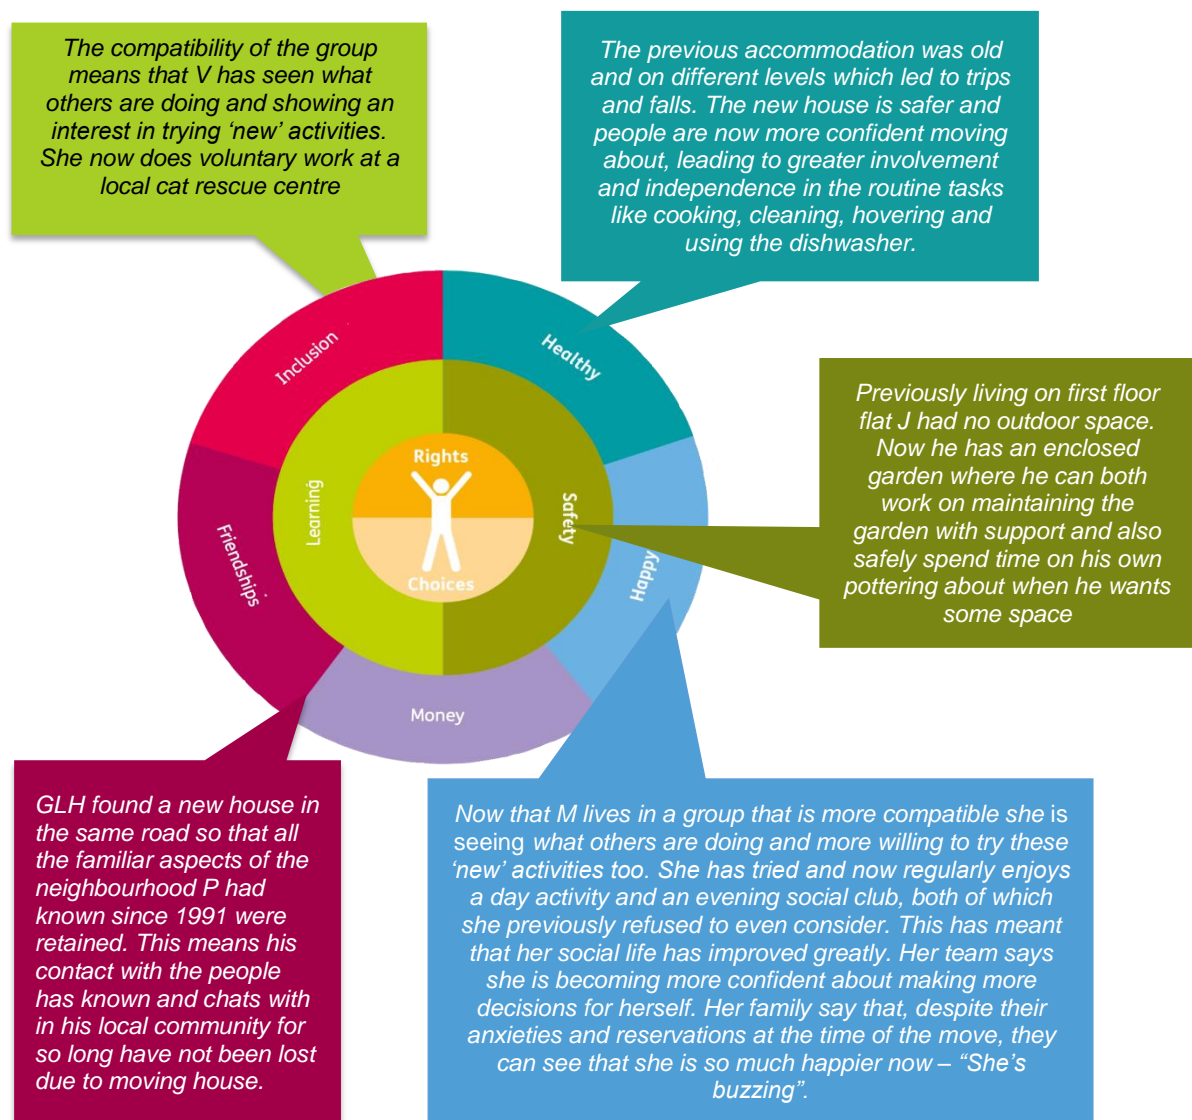 The compatibility of the group
means that V has seen what
others are doing and showing an
interest in trying ‘new’ activities.
She now does voluntary work at a
local cat rescue centre
The previous accommodation was old
and on different levels which led to trips
and falls. The new house is safer and
people are now more confident moving
about, leading to greater involvement
and independence in the routine tasks
like cooking, cleaning, hovering and
using the dishwasher.
Inclusion
Healthy
Previously living on first floor
flat J had no outdoor space.
Now he has an enclosed
garden where he can both
work on maintaining the
garden with support and also
safely spend time on his own
pottering about when he wants
some space
Rights
Learning
Safety
Friendships
Happy
Choices
Money
GLH found a new house in
the same road so that all
the familiar aspects of the
neighbourhood P had
known since 1991 were
retained. This means his
contact with the people
has known and chats with
in his local community for
so long have not been lost
due to moving house.
Now that M lives in a group that is more compatible she is
seeing what others are doing and more willing to try these
‘new’ activities too. She has tried and now regularly enjoys
a day activity and an evening social club, both of which
she previously refused to even consider. This has meant
that her social life has improved greatly. Her team says
she is becoming more confident about making more
decisions for herself. Her family say that, despite their
anxieties and reservations at the time of the move, they
can see that she is so much happier now – “She’s
buzzing”.